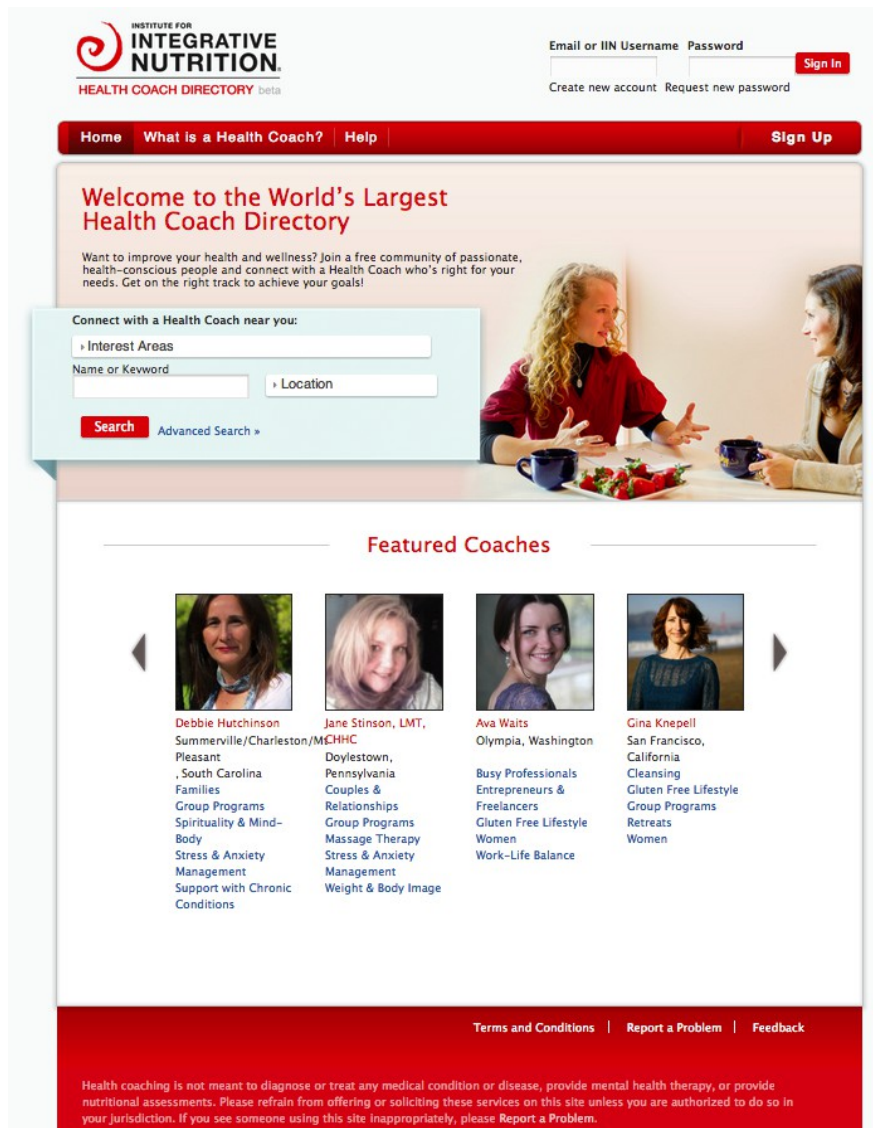 INSTITUTE FOR
INTEGRATIVE
NUTRITION.
HEALTH COACH DIRECTORY beta
Email or IIN Username Password
Sign In
Create new account Request new password
Home What is a Health Coach? Help Sign Up
Welcome to the World's Largest
Health Coach Directory
Want to improve your health and wellness? Join a free community of passionate,
health-conscious people and connect with a Health Coach who's right for your
needs. Get on the right track to achieve your goals!
Connect with a Health Coach near you:
Interest Areas
Name or Keyword
Location
Search Advanced Search »
Featured Coaches
Debbie Hutchinson
Summerville/Charleston/Mt
Pleasant
, South Carolina
Families
Group Programs
Spirituality & Mind-
Body
Stress & Anxiety
Management
Support with Chronic
Conditions
Jane Stinson, LMT,
CHHC
Doylestown,
Pennsylvania
Couples &
Relationships
Group Programs
Massage Therapy
Stress & Anxiety
Management
Weight & Body Image
Ava Waits
Olympia, Washington
Busy Professionals
Entrepreneurs &
Freelancers
Gluten Free Lifestyle
Women
Work-Life Balance
Gina Knepell
San Francisco,
California
Cleansing
Gluten Free Lifestyle
Group Programs
Retreats
Women
Terms and Conditions | Report a Problem | Feedback
Health coaching is not meant to diagnose or treat any medical condition or disease, provide mental health therapy, or provide
nutritional assessments. Please refrain from offering or soliciting these services on this site unless you are authorized to do so in
your jurisdiction. If you see someone using this site inappropriately, please Report a Problem.